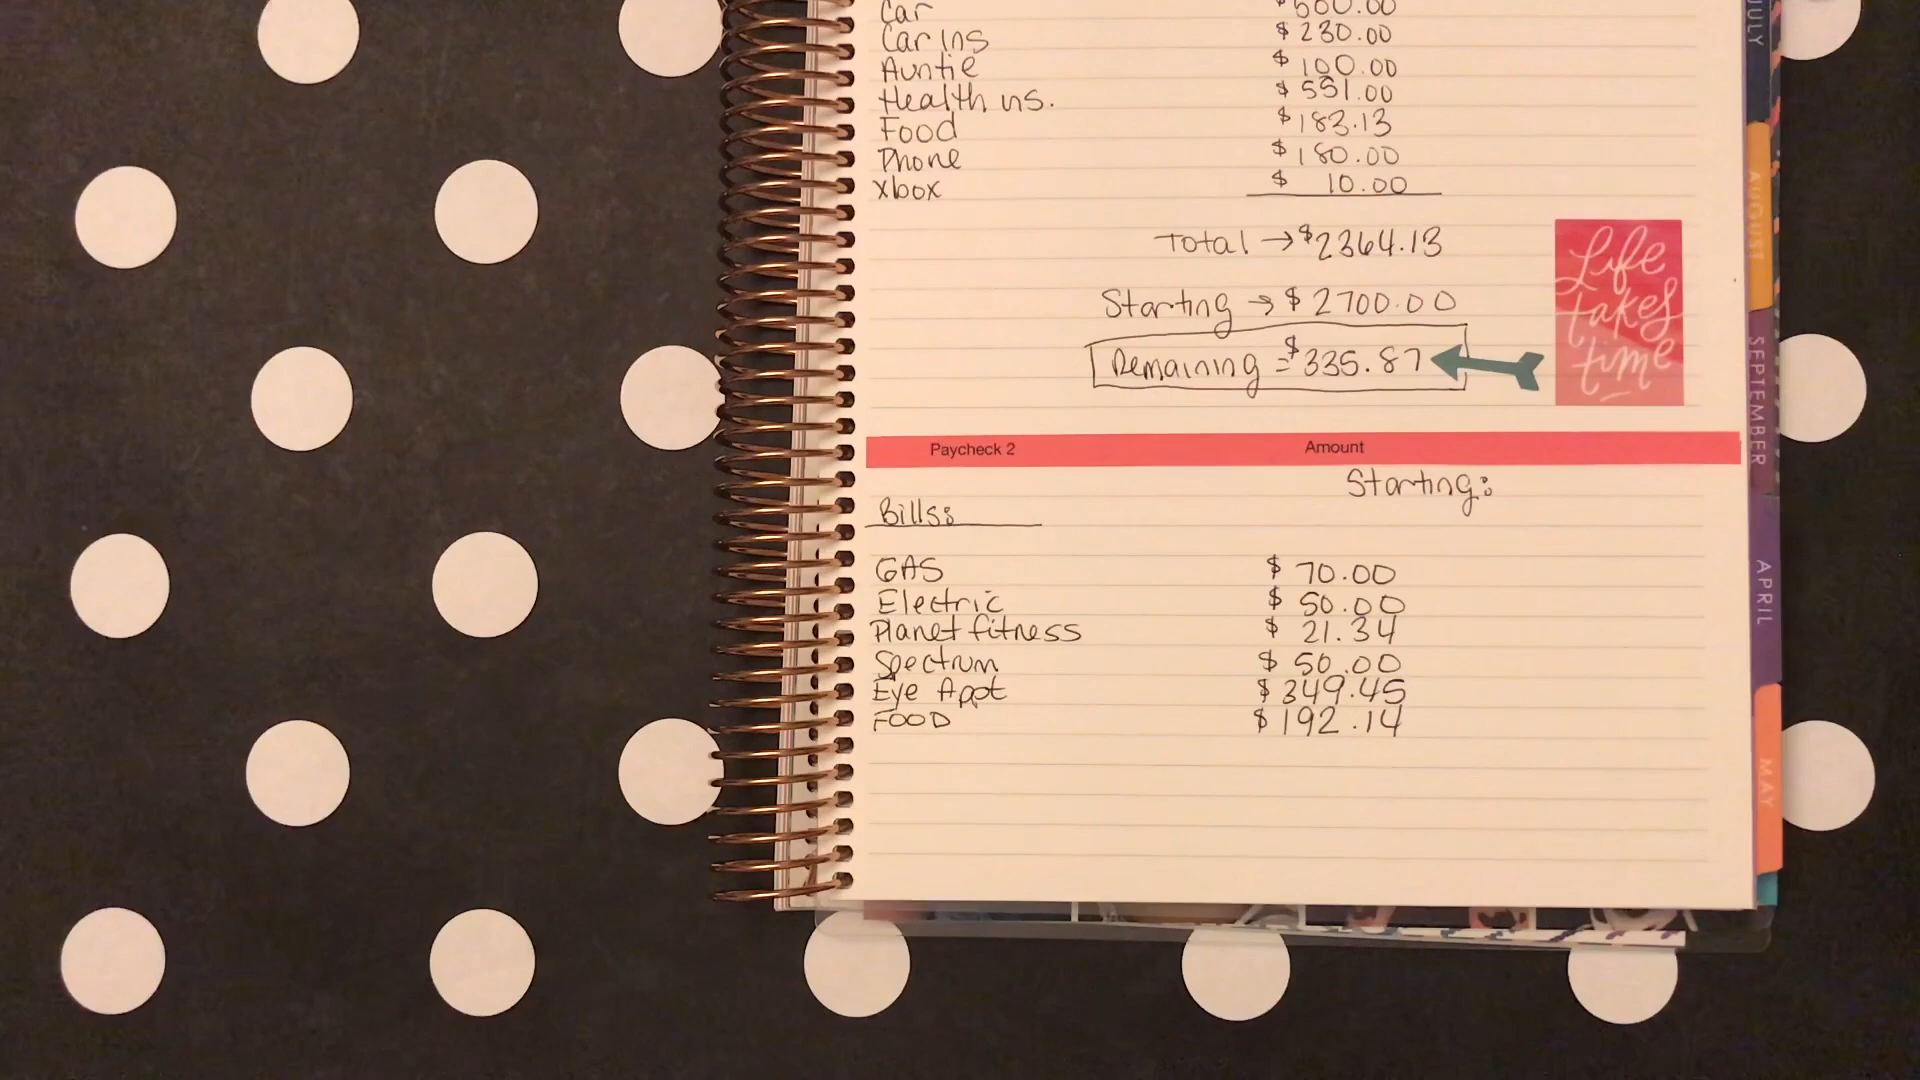 Car
Car Ins $230.00
Auntie $100.00
Health ins. $551.00
Food $183.13
Phone $180.00
Xbox $ 10.00
Total → $2364.13
Starting → $ 2700.00
Remaining = $335.87
Life
takes
time
Paycheck 2 Amount
Starting:
Bills:
GAS $ 70.00
Electric $ 50.00
Planet fitness $ 21.34
Spectrum $ 50.00
Eye Appt $ 349.45
FOOD $192.14
JULY
AUGUST
SEPTEMBER
APRIL
MAY